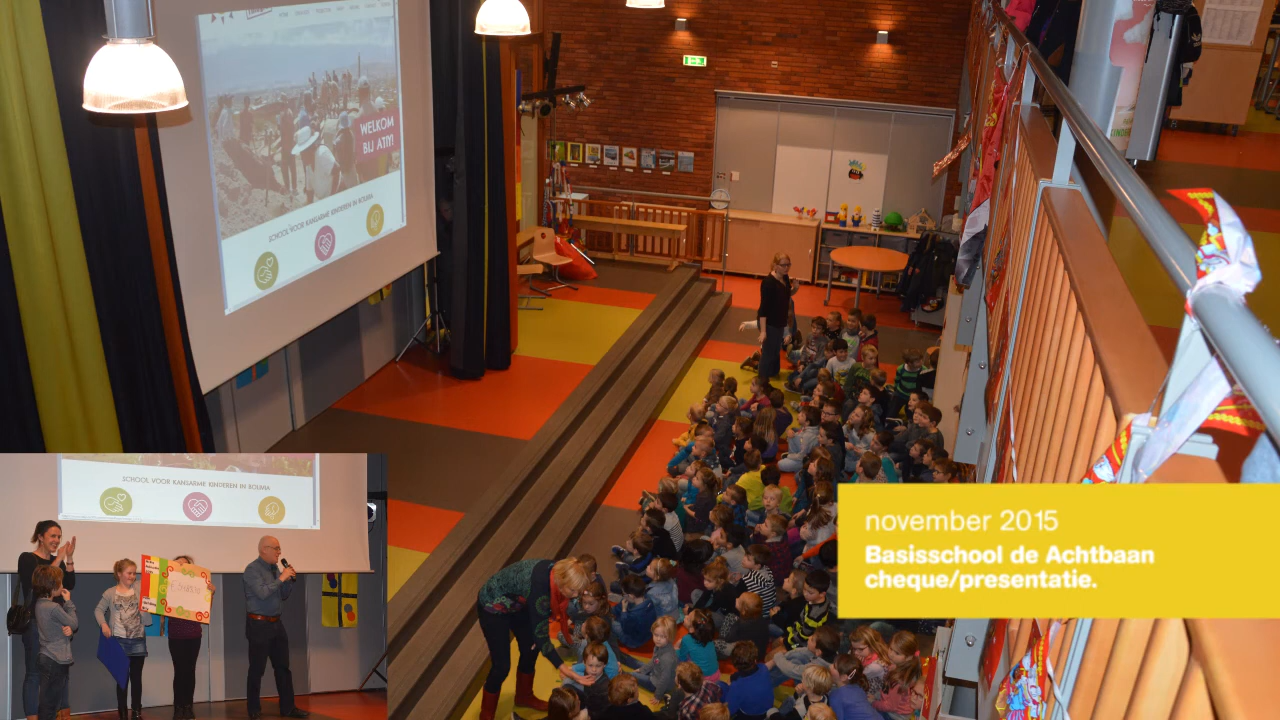 WELKOM
BIJ ATIY!
SCHOOL VOOR KANSARME KINDEREN IN BOLIVIA
SCHOOL VOOR KANSARME KINDEREN IN BOLIVIA
november 2015
Basisschool de Achtbaan
cheque/presentatie.